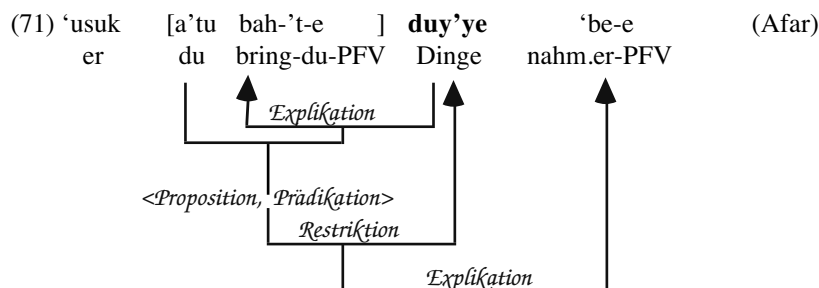 (71) ‘usuk [a’tu bah-’t-e ] duy’ye ‘be-e (Afar)
er du bring-du-PFV Dinge nahm.er-PFV
Explikation
<Proposition, Prädikation>
Restriktion
Explikation